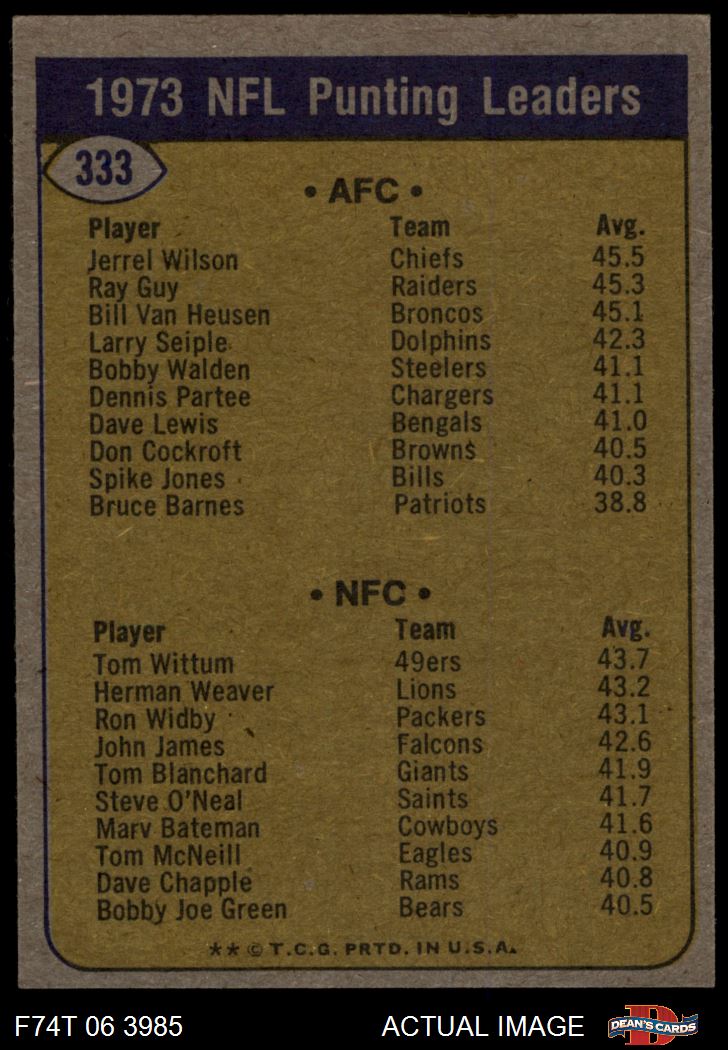 1973 NFL Punting Leaders
333
• AFC •
Player Team Avg.
Jerrel Wilson Chiefs 45.5
Ray Guy Raiders 45.3
Bill Van Heusen Broncos 45.1
Larry Seiple Dolphins 42.3
Bobby Walden Steelers 41.1
Dennis Partee Chargers 41.1
Dave Lewis Bengals 41.0
Don Cockroft Browns 40.5
Spike Jones Bills 40.3
Bruce Barnes Patriots 38.8
• NFC •
Player Team Avg.
Tom Wittum 49ers 43.7
Herman Weaver Lions 43.2
Ron Widby Packers 43.1
John James Falcons 42.6
Tom Blanchard Giants 41.9
Steve O'Neal Saints 41.7
Marv Bateman Cowboys 41.6
Tom McNeill Eagles 40.9
Dave Chapple Rams 40.8
Bobby Joe Green Bears 40.5
** © T.C.G. PRTD. IN U.S.A.
F74T 06 3985 ACTUAL IMAGE D DEAN'S CARDS